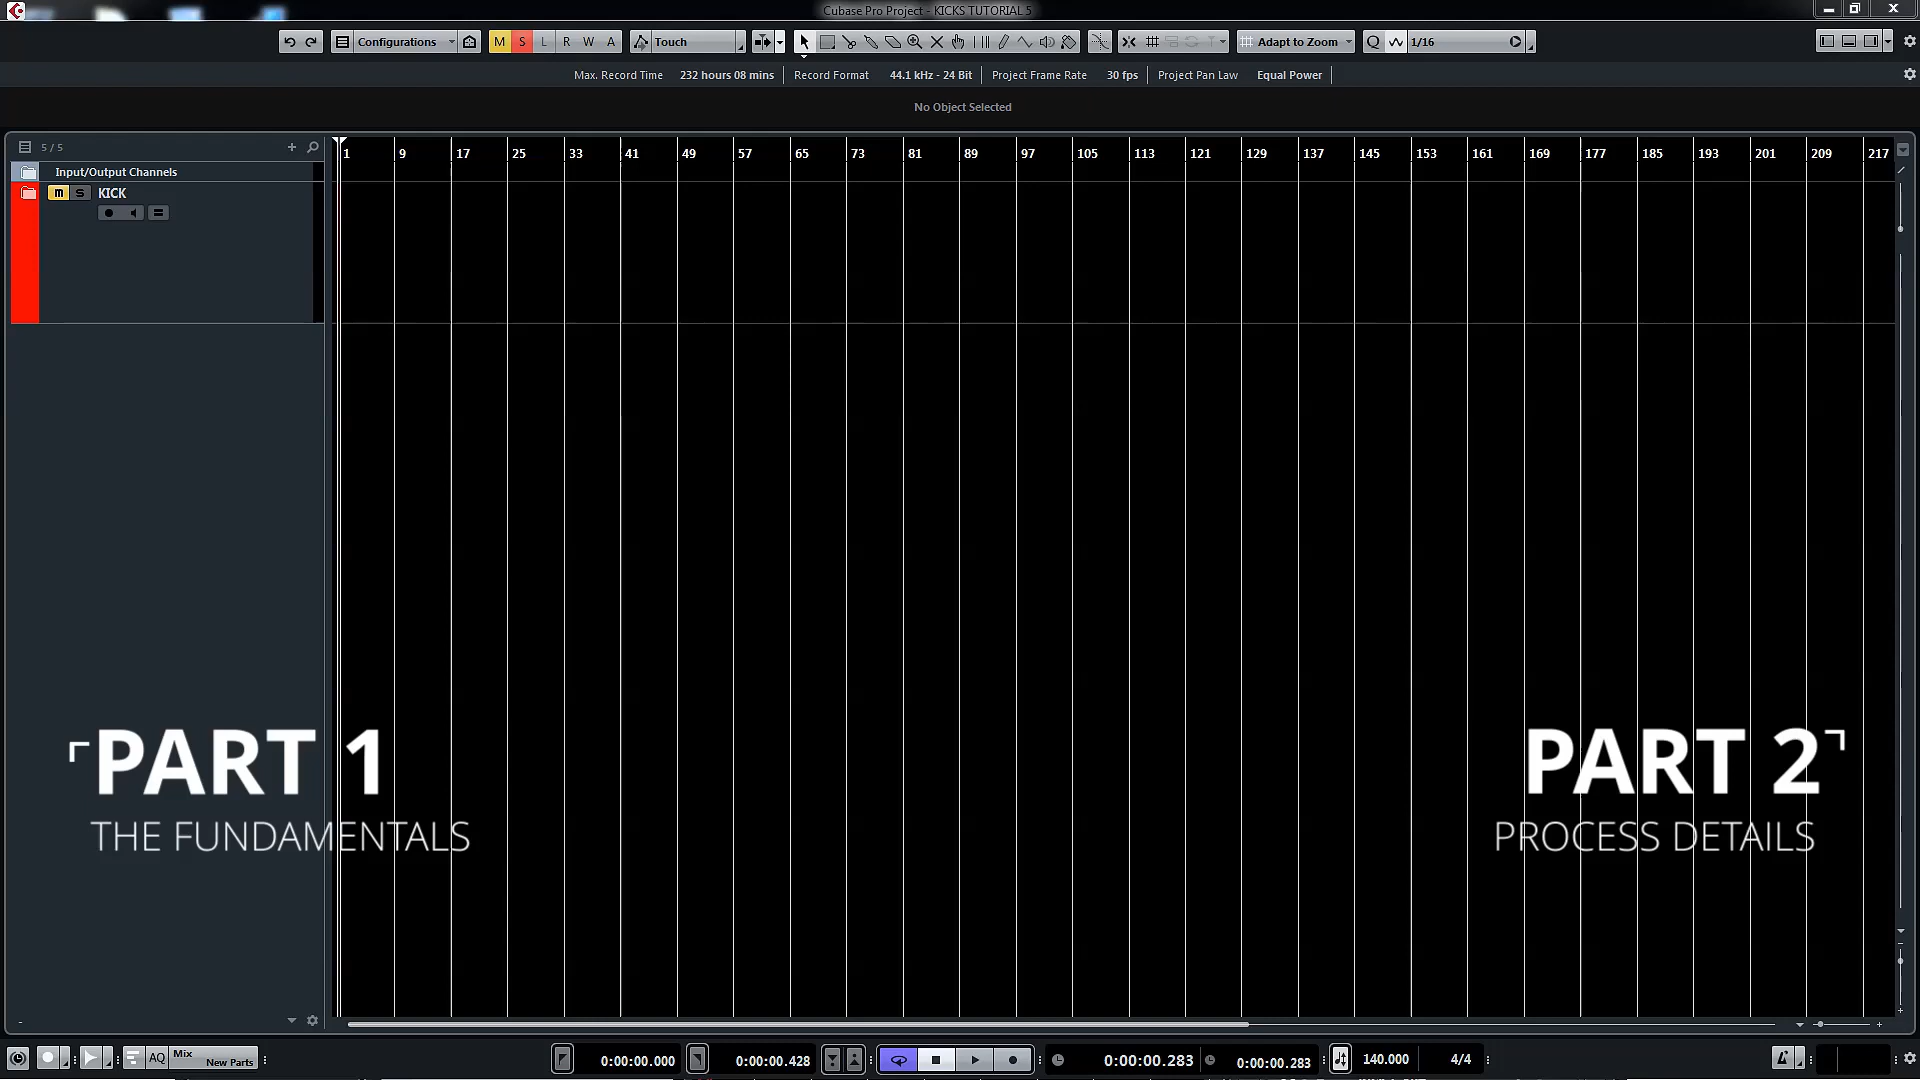 Cubase Pro Project - KICKS TUTORIAL 5
Configurations M S L R W A Touch Adapt to Zoom Q 1/16
Max. Record Time 232 hours 08 mins Record Format 44.1 kHz - 24 Bit Project Frame Rate 30 fps Project Pan Law Equal Power
No Object Selected
5 / 5 + 1 9 17 25 33 41 49 57 65 73 81 89 97 105 113 121 129 137 145 153 161 169 177 185 193 201 209 217
Input/Output Channels
m S KICK
PART 1
THE FUNDAMENTALS
PART 2
PROCESS DETAILS
AQ Mix New Parts 0:00:00.000 0:00:00.428 0:00:00.283 0:00:00.283 140.000 4/4